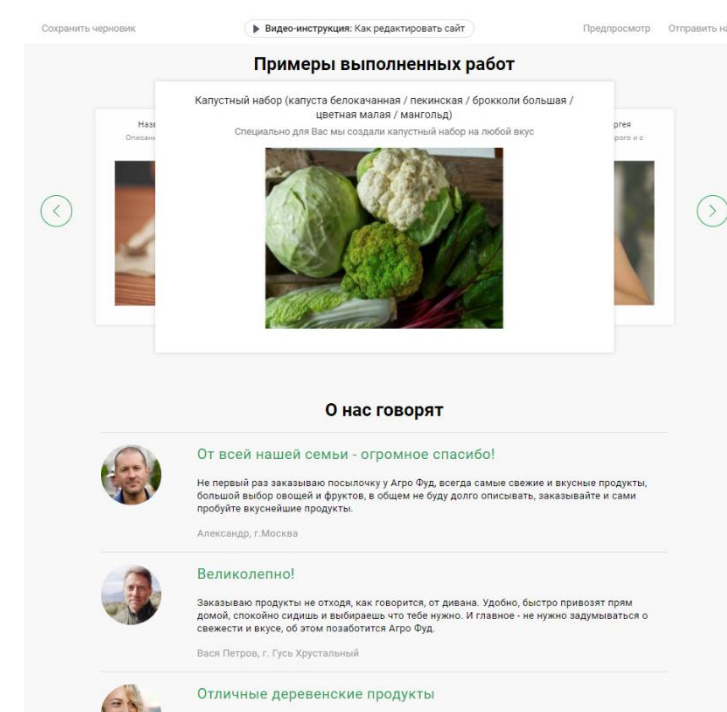 Сохранить черновик
Видео-инструкция: Как редактировать сайт
Предпросмотр
Отправить
Примеры выполненных работ
Капустный набор (капуста белокачанная / пекинская / брокколи большая /
цветная малая / мангольд)
Специально для Вас мы создали капустный набор на любой вкус
О нас говорят
От всей нашей семьи - огромное спасибо!
Не первый раз заказываю посылочку у Агро Фуд, всегда самые свежие и вкусные продукты,
большой выбор овощей и фруктов, в общем не буду долго описывать, заказывайте и сами
пробуйте вкуснейшие продукты.
Александр, г.Москва
Великолепно!
Заказываю продукты не отходя, как говорится, от дивана. Удобно, быстро привозят прям
домой, спокойно сидишь и выбираешь что тебе нужно. И главное - не нужно задумываться о
свежести и вкусе, об этом позаботится Агро Фуд.
Вася Петров, г. Гусь Хрустальный
Отличные деревенские продукты